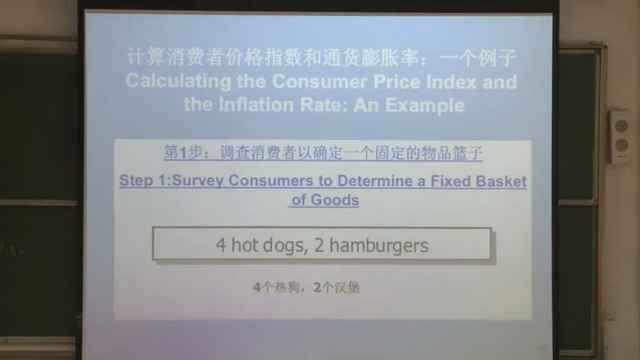 计算消费者价格指数和通货膨胀率：一个例子
Calculating the Consumer Price Index and
the Inflation Rate: An Example
第1步：调查消费者以确定一个固定的物品篮子
Step 1:Survey Consumers to Determine a Fixed Basket
of Goods
4 hot dogs, 2 hamburgers
4个热狗，2个汉堡